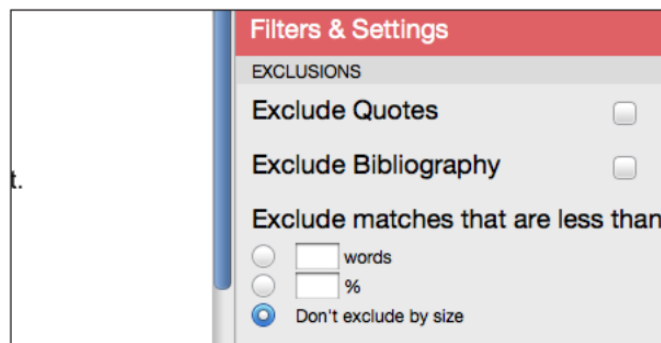 Filters & Settings
EXCLUSIONS
Exclude Quotes
Exclude Bibliography
t.
Exclude matches that are less than
words
%
Don't exclude by size